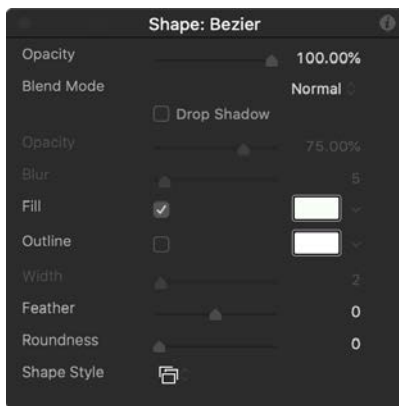 Shape: Bezier
Opacity 100.00%
Blend Mode Normal
Drop Shadow
Opacity 75.00%
Blur 5
Fill
Outline
Width 2
Feather 0
Roundness 0
Shape Style